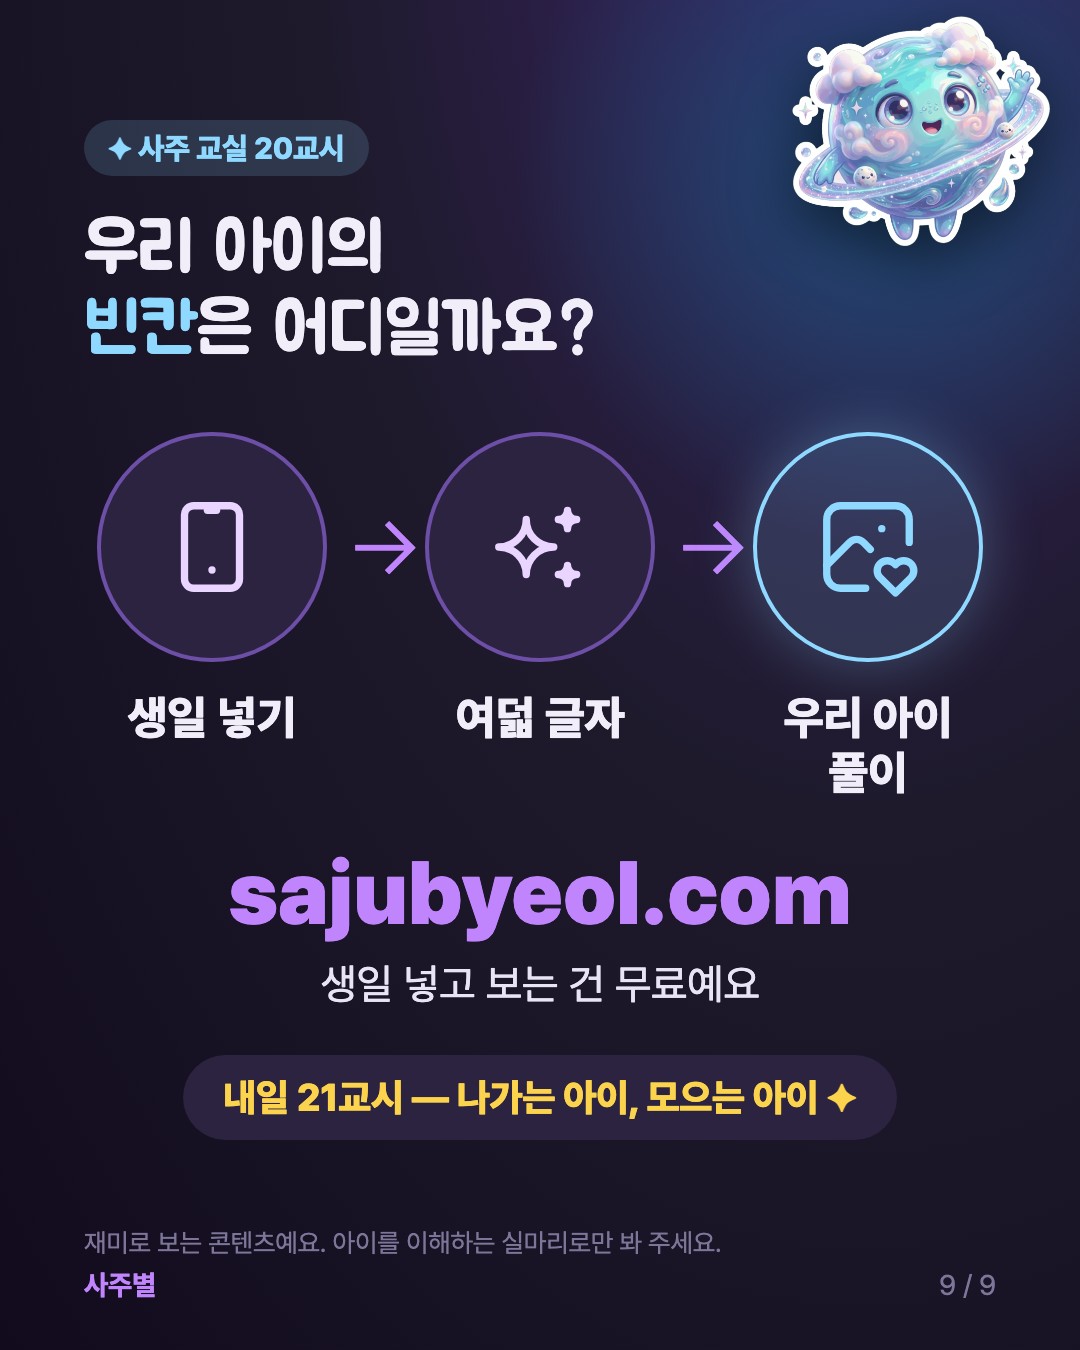 ✦ 사주 교실 20교시
우리 아이의
빈칸은 어디일까요?
생일 넣기
여덟 글자
우리 아이
풀이
sajubyeol.com
생일 넣고 보는 건 무료예요
내일 21교시 — 나가는 아이, 모으는 아이 ✦
재미로 보는 콘텐츠예요. 아이를 이해하는 실마리로만 봐 주세요.
사주별
9 / 9